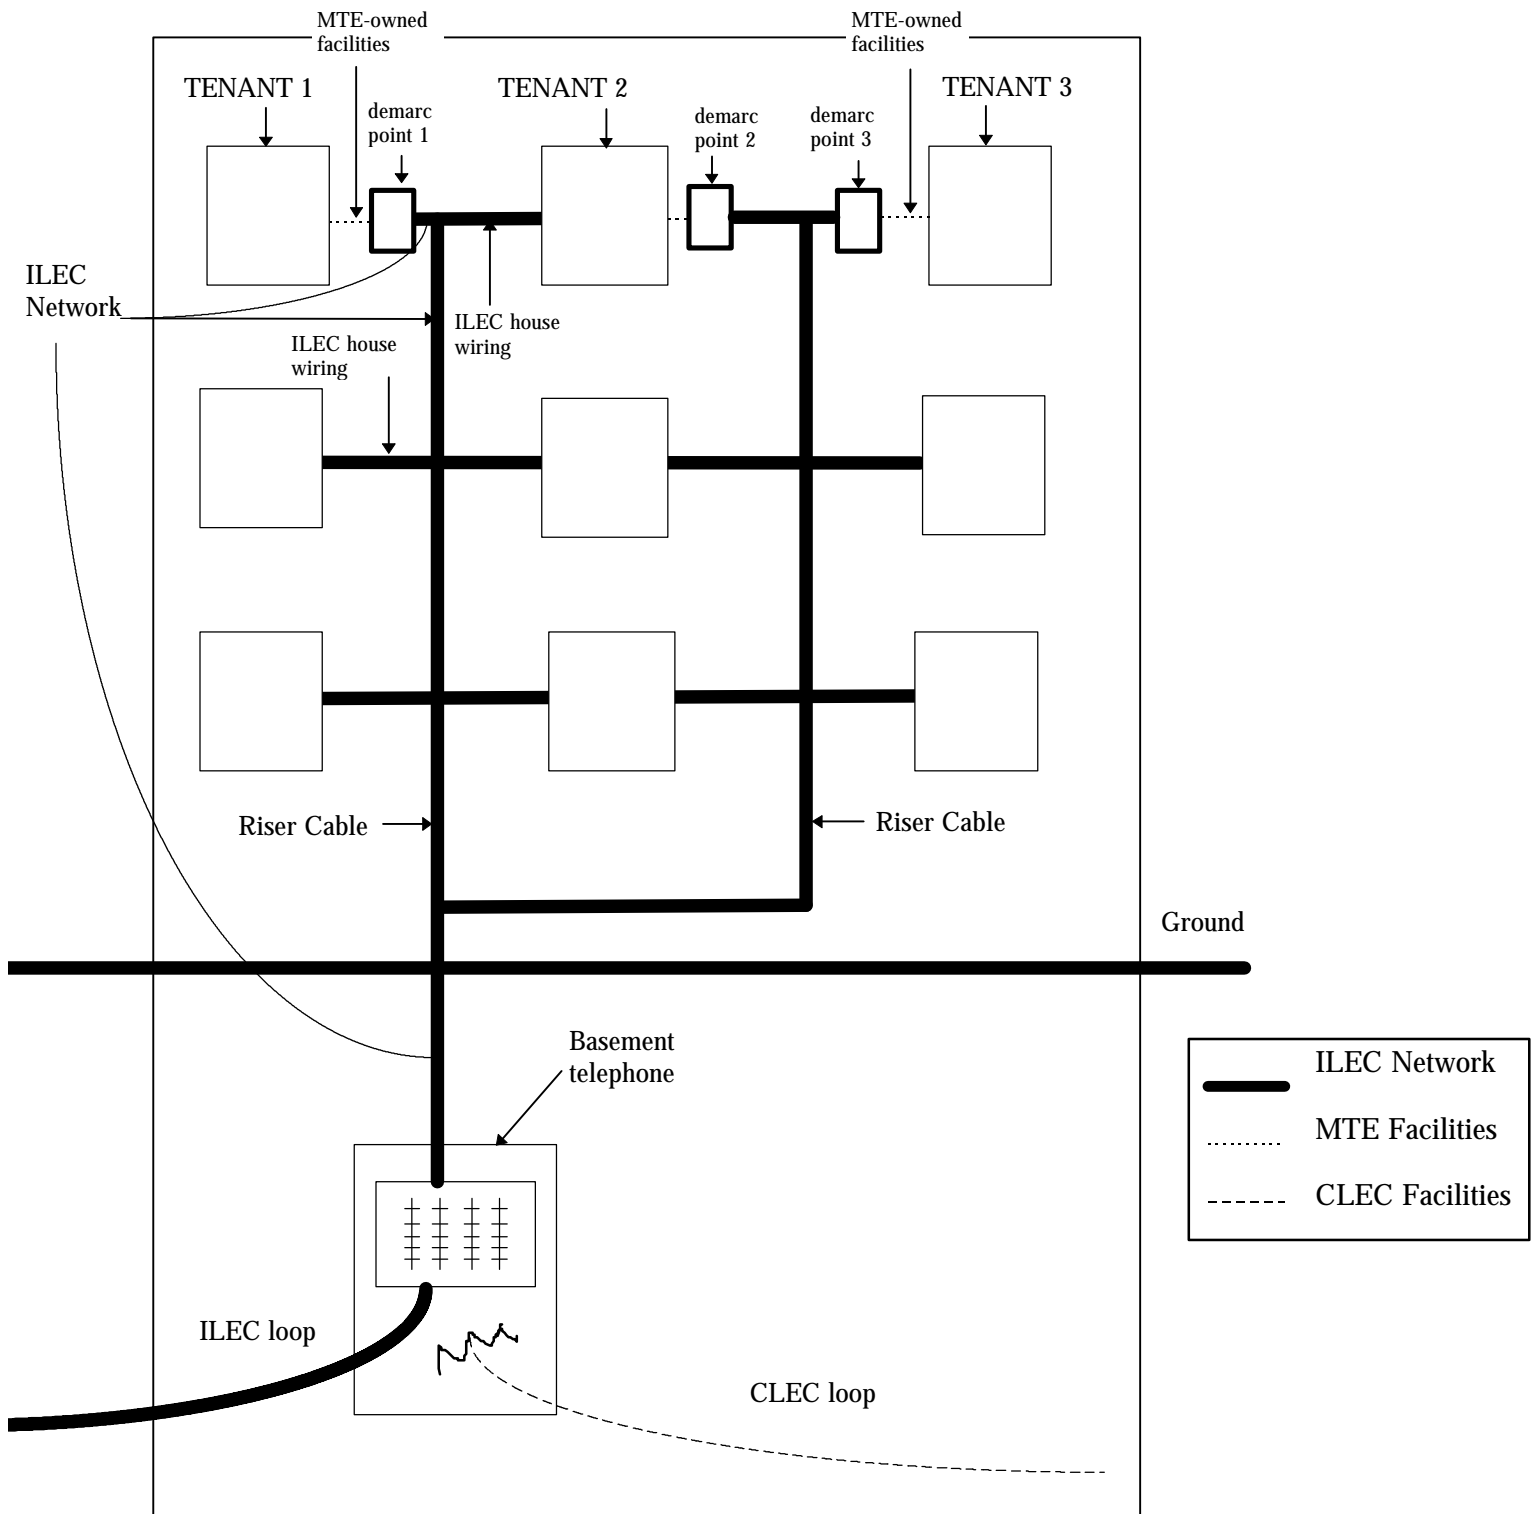 MTE-owned
facilities
MTE-owned
facilities
TENANT 1
TENANT 2
TENANT 3
demarc
point 1
demarc
point 2
demarc
point 3
ILEC
Network
ILEC house
wiring
ILEC house
wiring
Riser Cable
Riser Cable
Ground
Basement
telephone
ILEC Network
MTE Facilities
CLEC Facilities
ILEC loop
CLEC loop